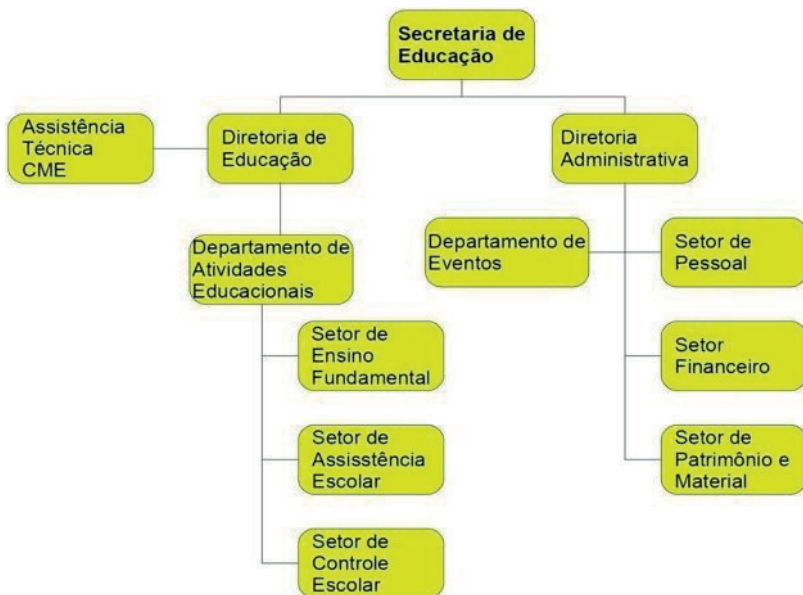 Secretaria de
Educação
Assistência
Técnica
CME
Diretoria de
Educação
Diretoria
Administrativa
Departamento de
Atividades
Educacionais
Departamento de
Eventos
Setor de
Pessoal
Setor de
Ensino
Fundamental
Setor
Financeiro
Setor de
Assisstência
Escolar
Setor de
Patrimônio e
Material
Setor de
Controle
Escolar